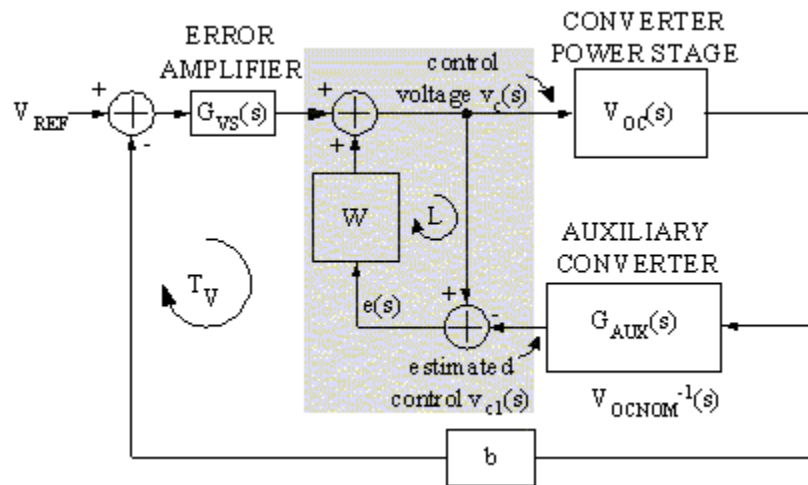 CONVERTER
POWER STAGE
ERROR
AMPLIFIER
control
voltage v_c(s)
+
+
V_REF
G_VS(s)
V_OC(s)
-
+
W
L
AUXILIARY
CONVERTER
T_V
e(s)
+
-
G_AUX(s)
estimated
control v_c1(s)
V_OCNOM^-1(s)
b